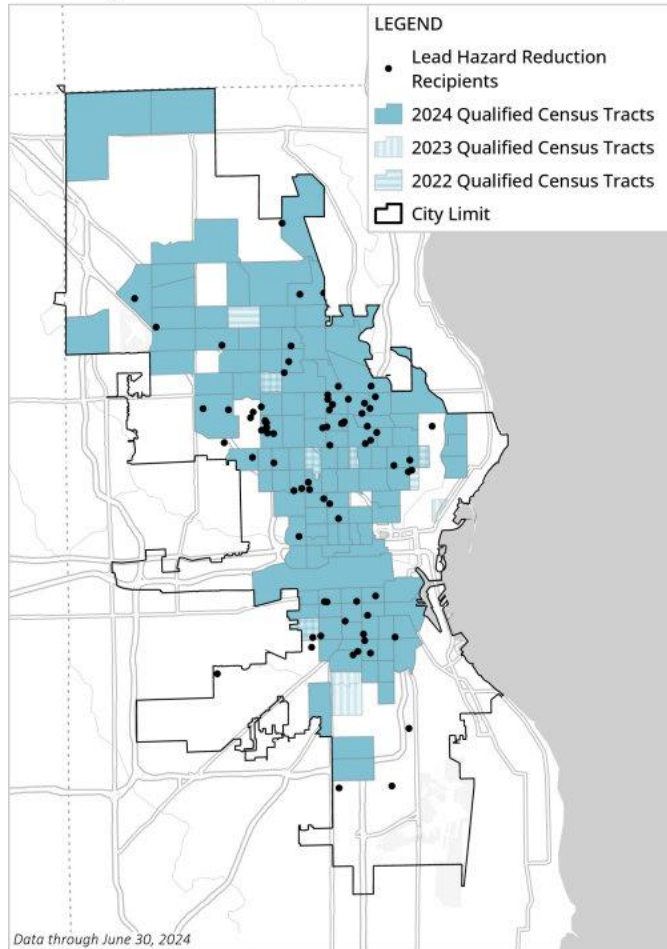 LEGEND
Lead Hazard Reduction
Recipients
2024 Qualified Census Tracts
2023 Qualified Census Tracts
2022 Qualified Census Tracts
City Limit
Data through June 30, 2024